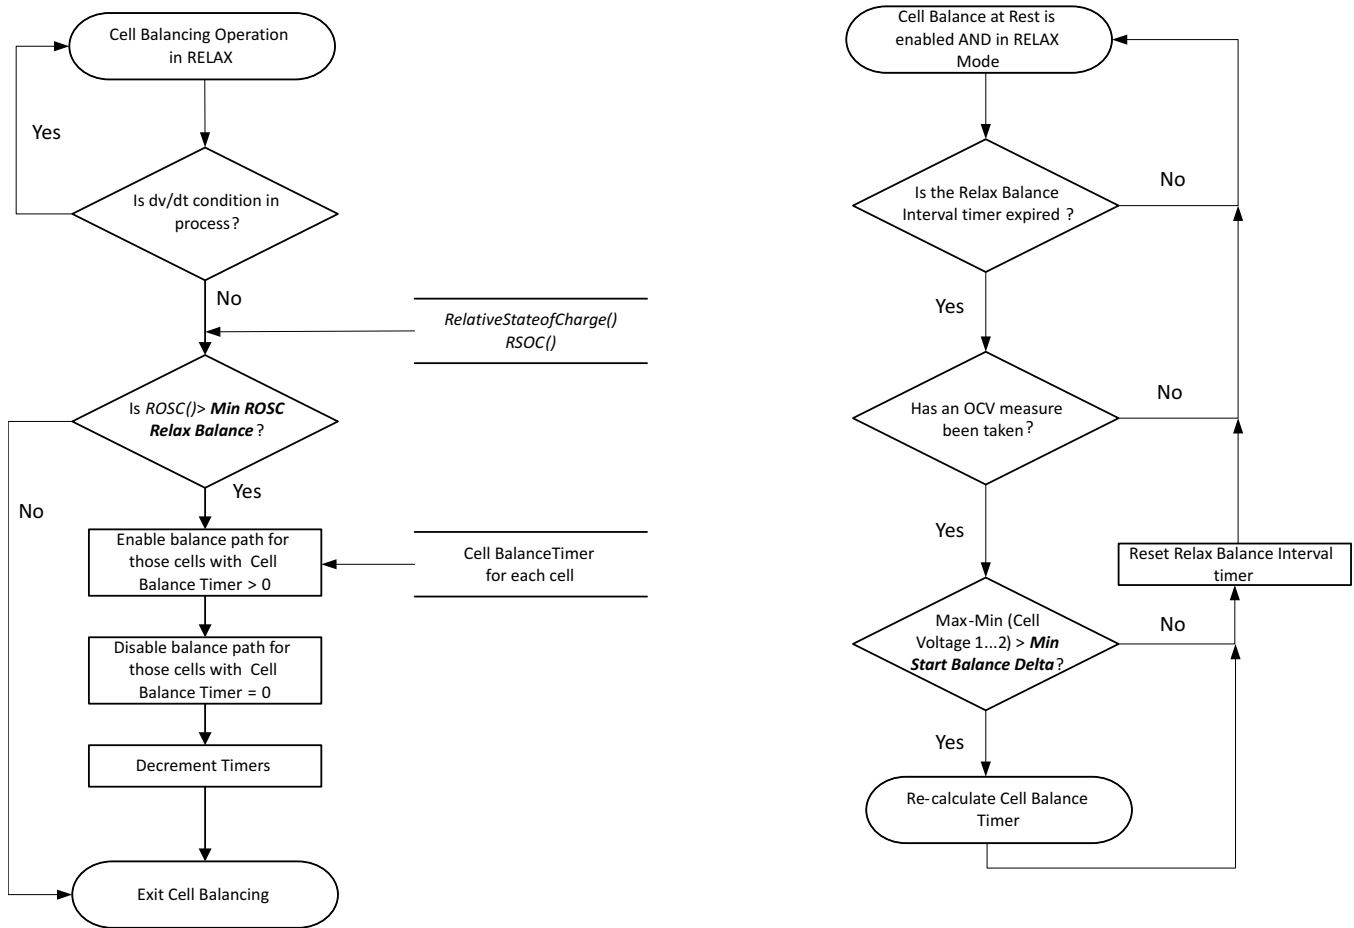 Cell Balancing Operation
in RELAX
Yes
Is dv/dt condition in
process?
No
RelativeStateofCharge()
RSOC()
Is ROSC()> Min ROSC
Relax Balance?
Yes
No
Enable balance path for
those cells with Cell
Balance Timer > 0
Cell BalanceTimer
for each cell
Disable balance path for
those cells with Cell
Balance Timer = 0
Decrement Timers
Exit Cell Balancing
Cell Balance at Rest is
enabled AND in RELAX
Mode
Is the Relax Balance
Interval timer expired ?
No
Yes
Has an OCV measure
been taken?
No
Yes
Reset Relax Balance Interval
timer
Max-Min (Cell
Voltage 1...2) > Min
Start Balance Delta?
No
Yes
Re-calculate Cell Balance
Timer